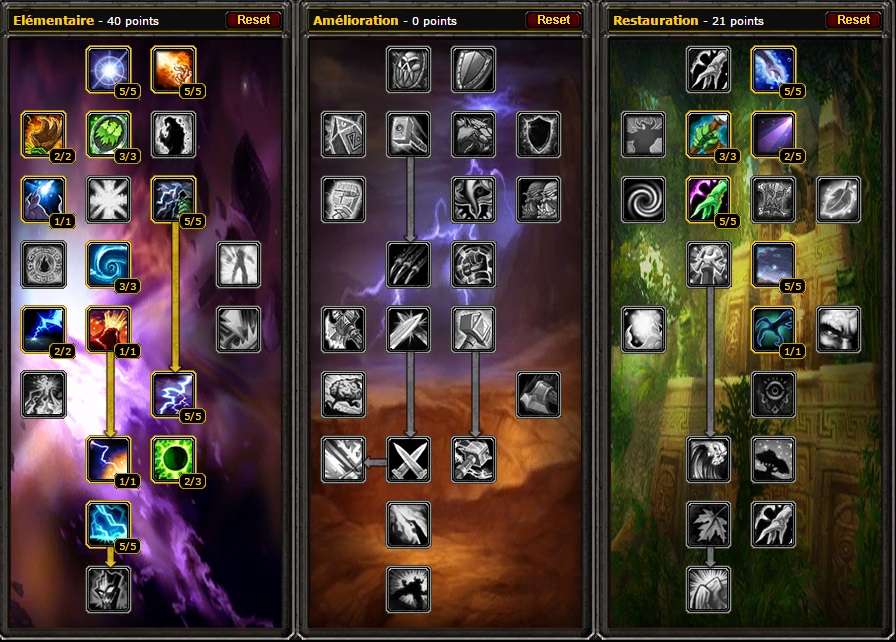 Elémentaire - 40 points Reset
Amélioration - 0 points Reset
Restauration - 21 points Reset
5/5 5/5 5/5
2/2 3/3 3/3 2/5
1/1 5/5 5/5
3/3 5/5
2/2 1/1 1/1
5/5
1/1 2/3
5/5